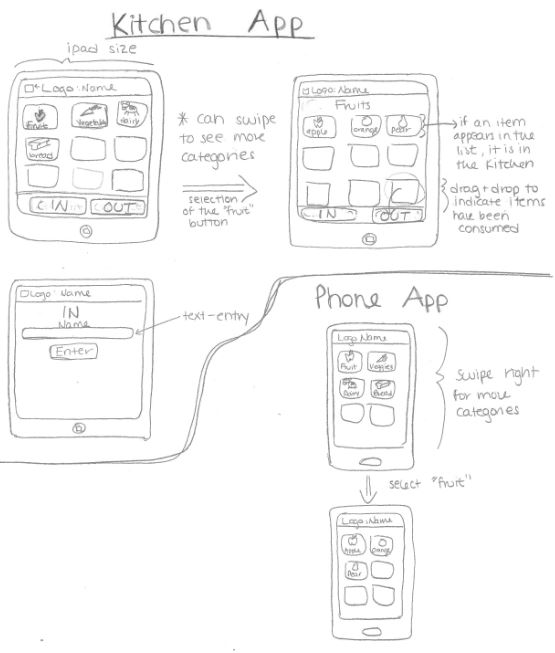 Kitchen App
ipad size
Logo: Name
Fruits
Vegetables
Dairy
bread
IN
OUT
* can swipe
to see more
categories
selection
of the "fruit"
button
Logo: Name
Fruits
apple
orange
Pear
IN
OUT
if an item
appears in the
list, it is in
the Kitchen
drag + drop to
indicate items
have been
consumed
Logo: Name
IN
Name
Enter
text-entry
Phone App
Logo: Name
Fruit
Veggies
Dairy
Bread
Swipe right
for more
categories
select "fruit"
Logo: Name
Apple
Orange
Pear